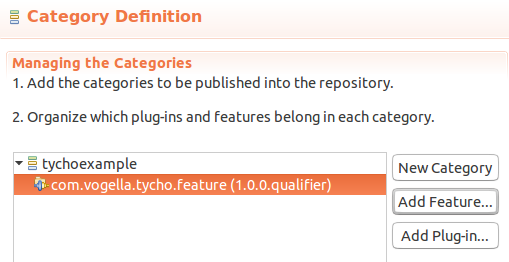 Category Definition
Managing the Categories
1. Add the categories to be published into the repository.
2. Organize which plug-ins and features belong in each category.
tychoexample
New Category
com.vogella.tycho.feature (1.0.0.qualifier)
Add Feature...
Add Plug-in...